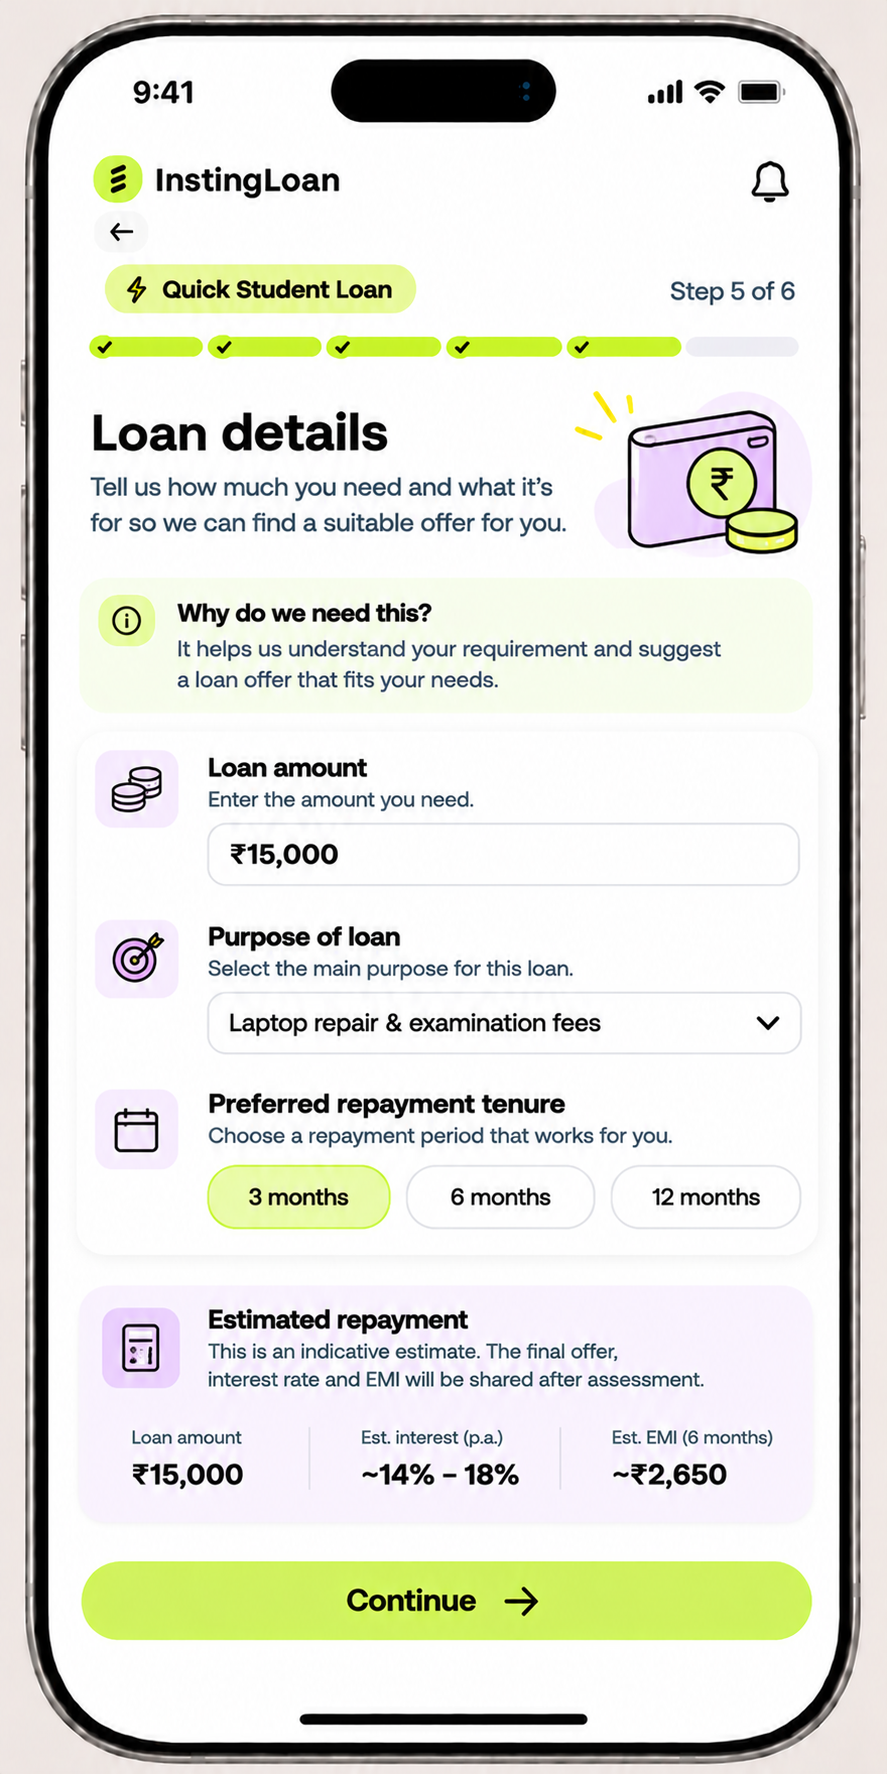 9:41
InstingLoan
Quick Student Loan
Step 5 of 6
Loan details
Tell us how much you need and what it's
for so we can find a suitable offer for you.
₹
Why do we need this?
It helps us understand your requirement and suggest
a loan offer that fits your needs.
Loan amount
Enter the amount you need.
₹15,000
Purpose of loan
Select the main purpose for this loan.
Laptop repair & examination fees
Preferred repayment tenure
Choose a repayment period that works for you.
3 months
6 months
12 months
Estimated repayment
This is an indicative estimate. The final offer,
interest rate and EMI will be shared after assessment.
Loan amount
₹15,000
Est. interest (p.a.)
~14% – 18%
Est. EMI (6 months)
~₹2,650
Continue